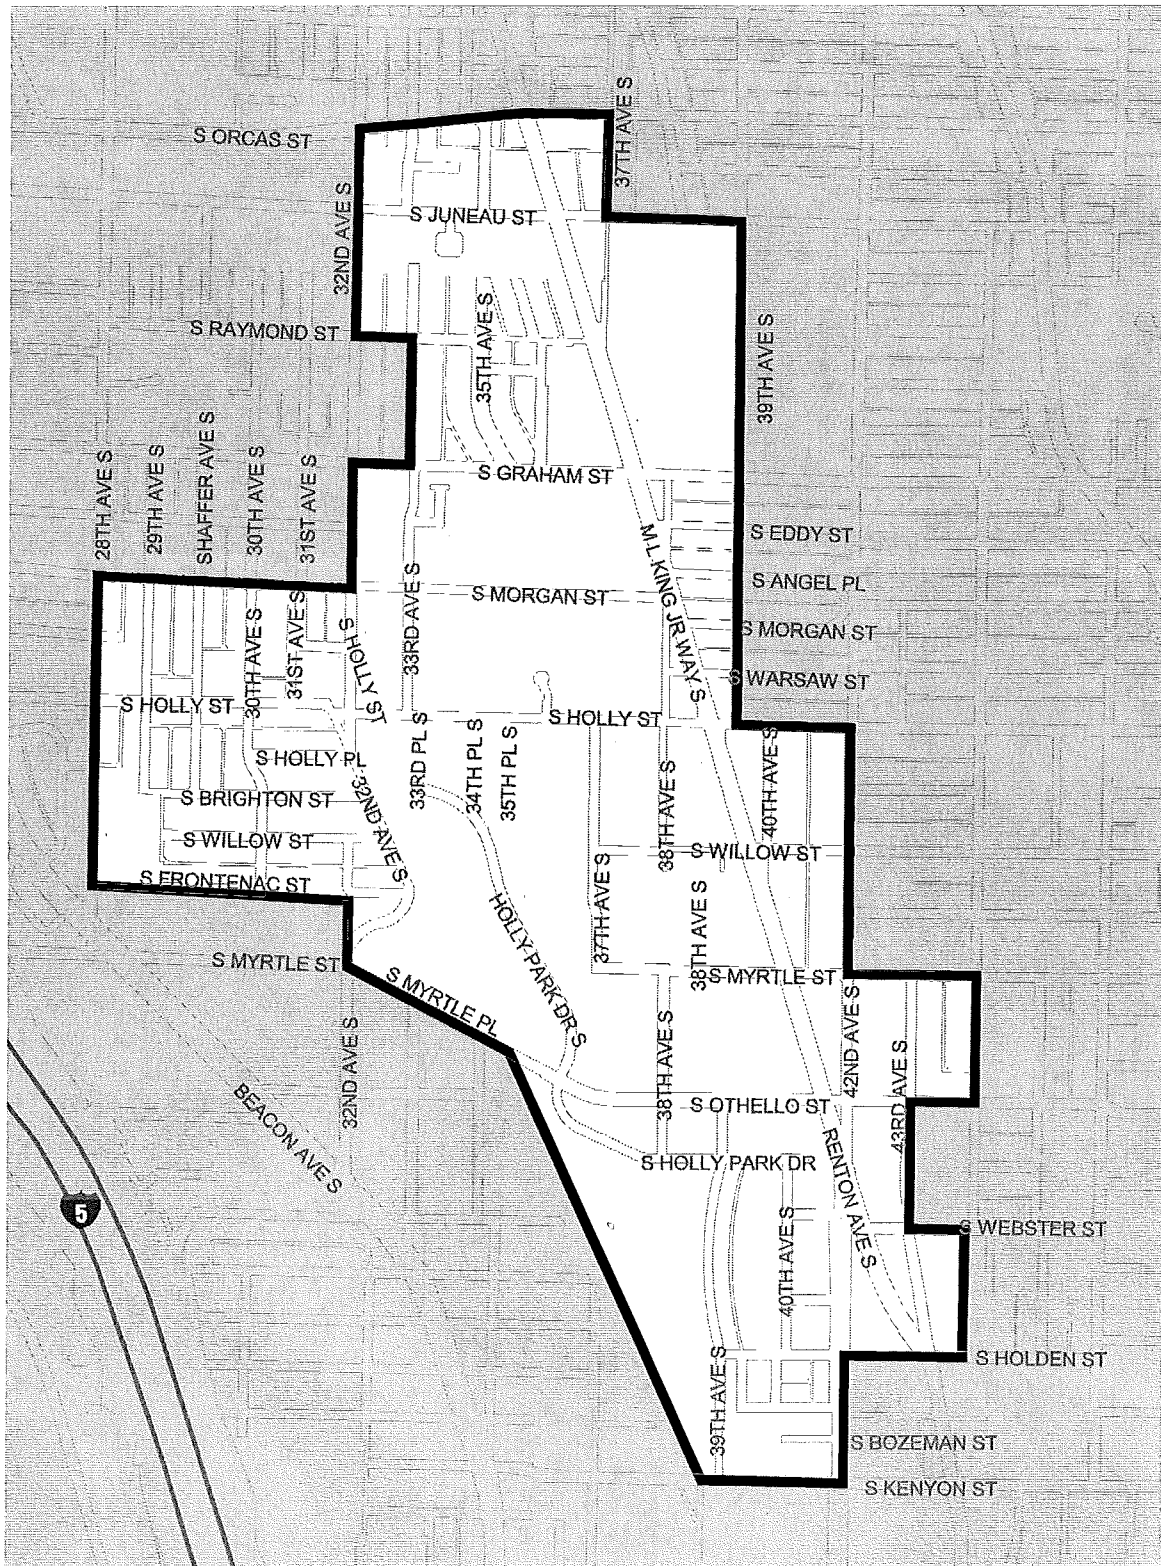 37TH AVE S
S ORCAS ST
32ND AVE S
S JUNEAU ST
S RAYMOND ST
35TH AVE S
39TH AVE S
28TH AVE S
29TH AVE S
SHAFFER AVE S
30TH AVE S
31ST AVE S
S GRAHAM ST
M L KING JR WAY S
S EDDY ST
S ANGEL PL
S MORGAN ST
33RD AVE S
S MORGAN ST
30TH AVE S
31ST AVE S
S HOLLY ST
S WARSAW ST
S HOLLY ST
S HOLLY ST
S HOLLY PL
33RD PL S
34TH PL S
35TH PL S
38TH AVE S
40TH AVE S
S BRIGHTON ST
32ND AVE S
S WILLOW ST
S WILLOW ST
S FRONTENAC ST
37TH AVE S
38TH AVE S
HOLLY PARK DR S
S MYRTLE ST
S MYRTLE PL
S MYRTLE ST
32ND AVE S
38TH AVE S
42ND AVE S
43RD AVE S
BEACON AVE S
S OTHELLO ST
S HOLLY PARK DR
RENTON AVE S
5
40TH AVE S
S WEBSTER ST
39TH AVE S
S HOLDEN ST
S BOZEMAN ST
S KENYON ST